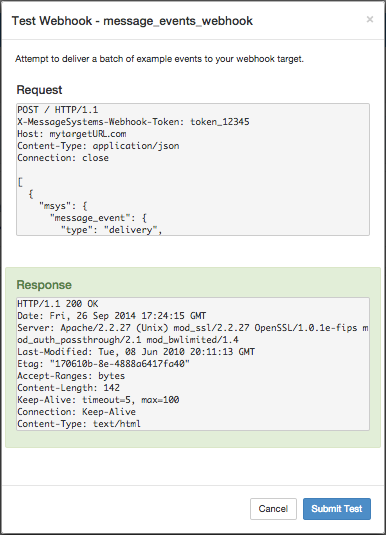 Test Webhook - message_events_webhook
×
Attempt to deliver a batch of example events to your webhook target.
Request
POST / HTTP/1.1
X-MessageSystems-Webhook-Token: token_12345
Host: mytargetURL.com
Content-Type: application/json
Connection: close
[
{
"msys": {
"message_event": {
"type": "delivery",
Response
HTTP/1.1 200 OK
Date: Fri, 26 Sep 2014 17:24:15 GMT
Server: Apache/2.2.27 (Unix) mod_ssl/2.2.27 OpenSSL/1.0.1e-fips m
od_auth_passthrough/2.1 mod_bwlimited/1.4
Last-Modified: Tue, 08 Jun 2010 20:11:13 GMT
Etag: "170610b-8e-4888a6417fa40"
Accept-Ranges: bytes
Content-Length: 142
Keep-Alive: timeout=5, max=100
Connection: Keep-Alive
Content-Type: text/html
Cancel
Submit Test